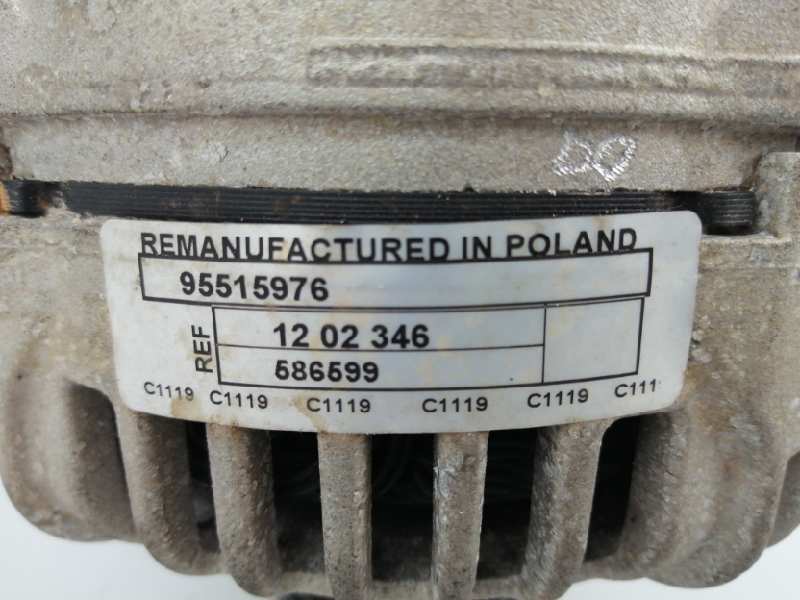 REMANUFACTURED IN POLAND
95515976
REF
12 02 346
586599
C1119 C1119 C1119 C1119 C1119 C111